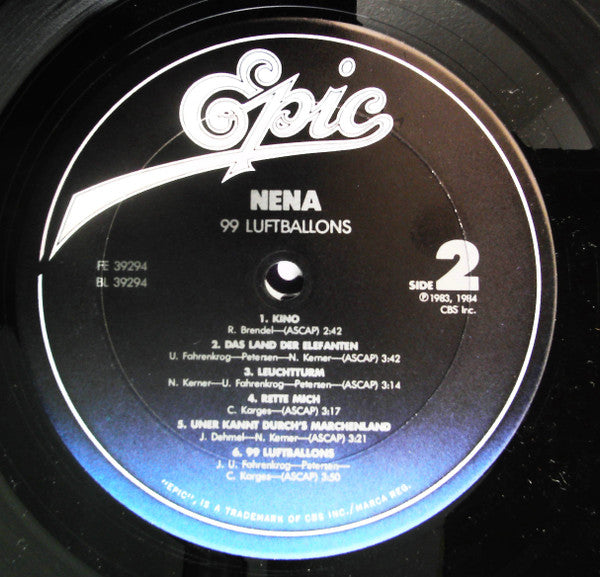 Epic
NENA
99 LUFTBALLONS
FE 39294
BL 39294
SIDE 2
℗1983, 1984
CBS Inc.
1. KINO
R. Brendel—(ASCAP) 2:42
2. DAS LAND DER ELEFANTEN
U. Fahrenkrog—Petersen—N. Kerner—(ASCAP) 3:42
3. LEUCHTTURM
N. Kerner—U. Fahrenkrog—Petersen—(ASCAP) 3:14
4. RETTE MICH
C. Karges—(ASCAP) 3:17
5. UNER KANNT DURCH'S MARCHENLAND
J. Dehmel—N. Kerner—(ASCAP) 3:21
6. 99 LUFTBALLONS
J. U. Fahrenkrog—Petersen—
C. Karges—(ASCAP) 3:50
"EPIC", IS A TRADEMARK OF CBS INC./MARCA REG.